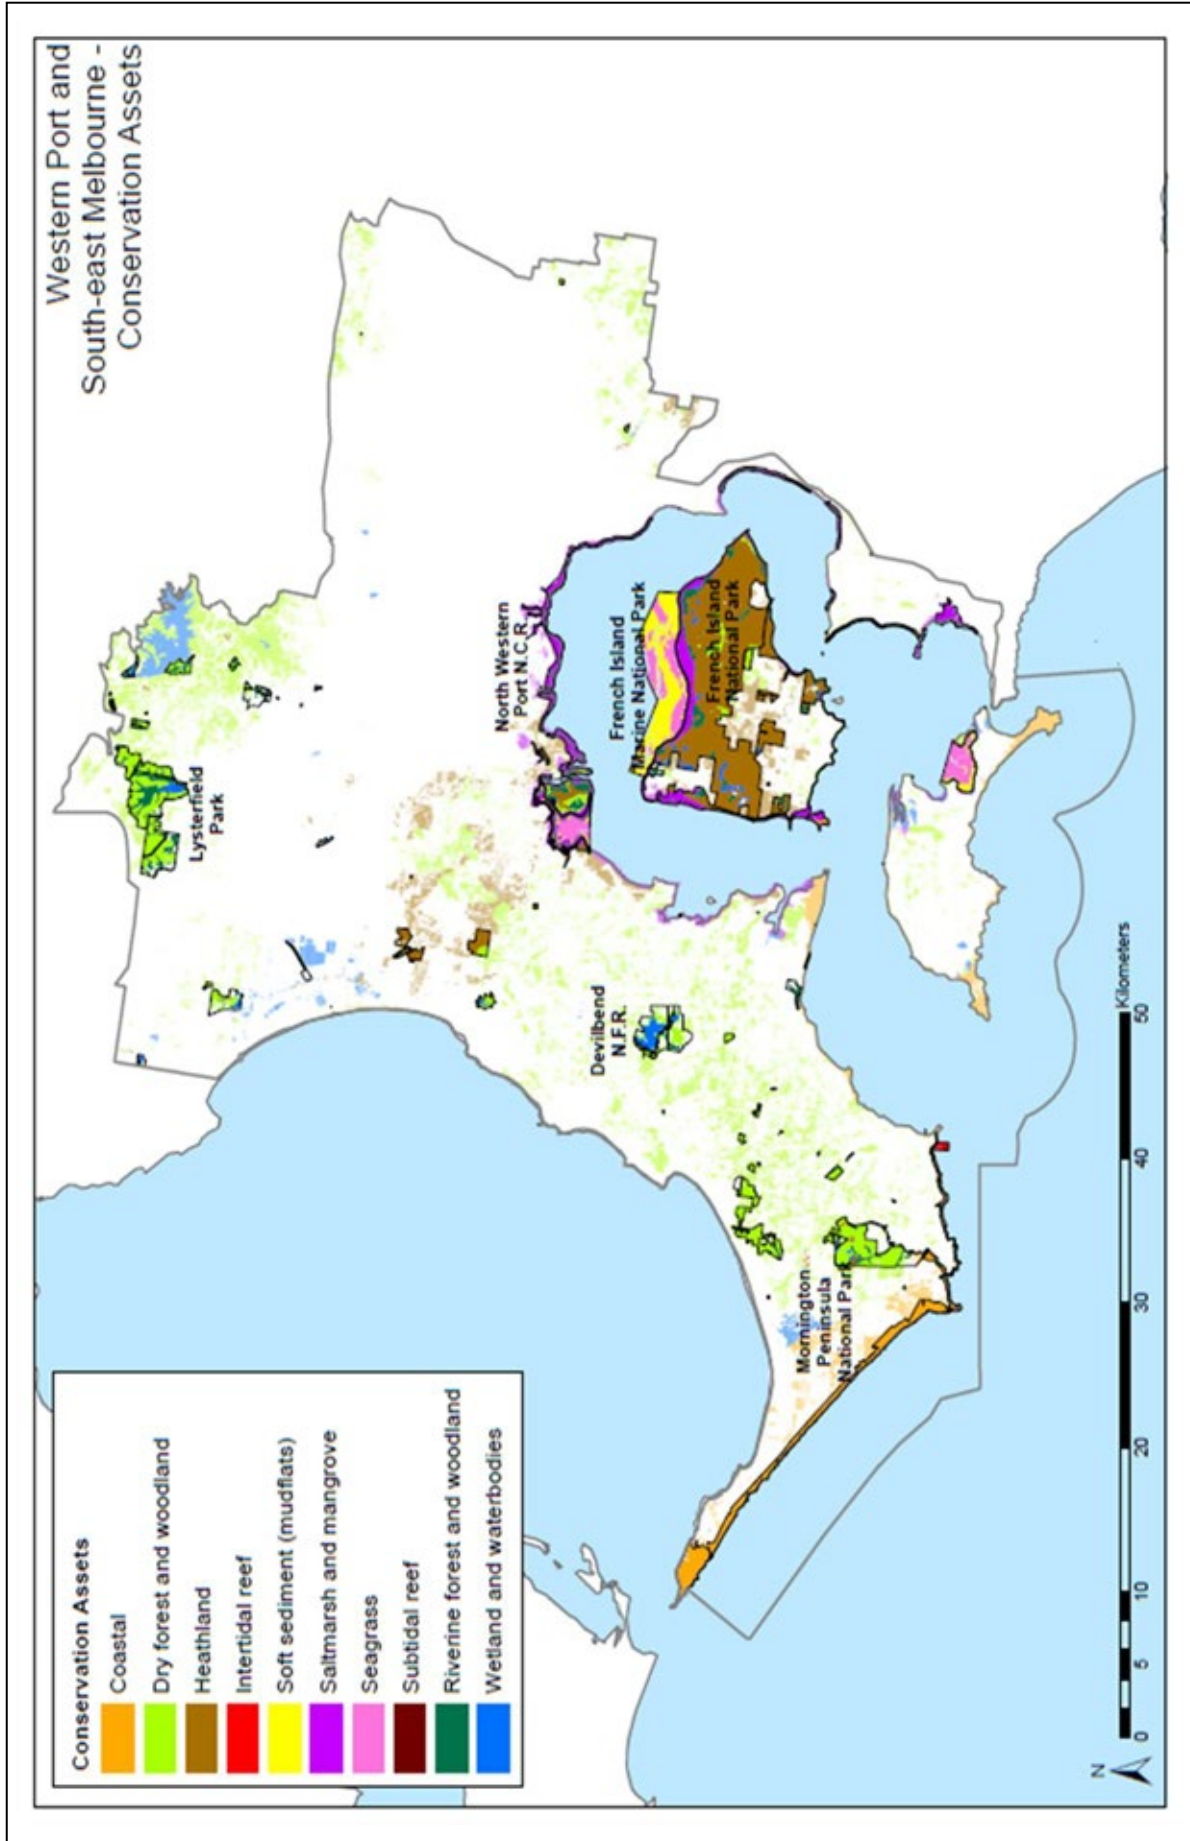 Western Port and
South-east Melbourne -
Conservation Assets
Lysterfield
Park
North Western
Port N.C.R.
French Island
Marine National Park
French Island
National Park
Devilbend
N.F.R.
Mornington
Peninsula
National Park
Conservation Assets
Coastal
Dry forest and woodland
Heathland
Intertidal reef
Soft sediment (mudflats)
Saltmarsh and mangrove
Seagrass
Subtidal reef
Riverine forest and woodland
Wetland and waterbodies
N
0 5 10 20 30 40 50
Kilometers